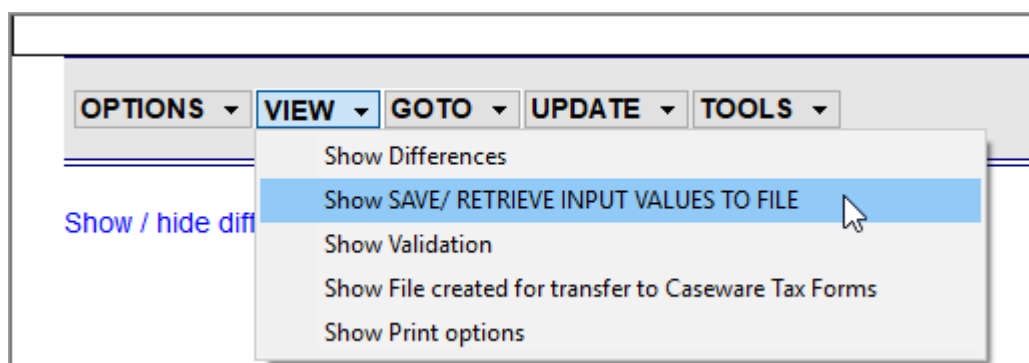 OPTIONS VIEW GOTO UPDATE TOOLS
Show Differences
Show SAVE/ RETRIEVE INPUT VALUES TO FILE
Show / hide diff
Show Validation
Show File created for transfer to Caseware Tax Forms
Show Print options